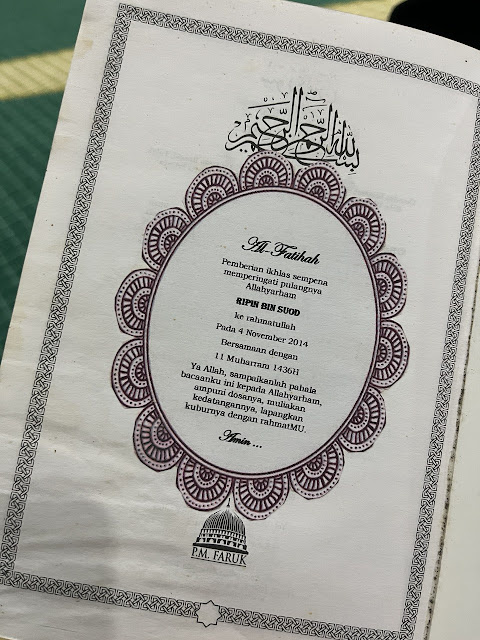 بسم الله الرحمن الرحيم
Al-Fatihah
Pemberian ikhlas sempena
memperingati pulangnya
Allahyarham
RIPIN BIN SUOD
ke rahmatullah
Pada 4 November 2014
Bersamaan dengan
11 Muharram 1436H
Ya Allah, sampaikanlah pahala
bacaanku ini kepada Allahyarham,
ampuni dosanya, muliakan
kedatangannya, lapangkan
kuburnya dengan rahmatMU.
Amin ...
P.M. FARUK